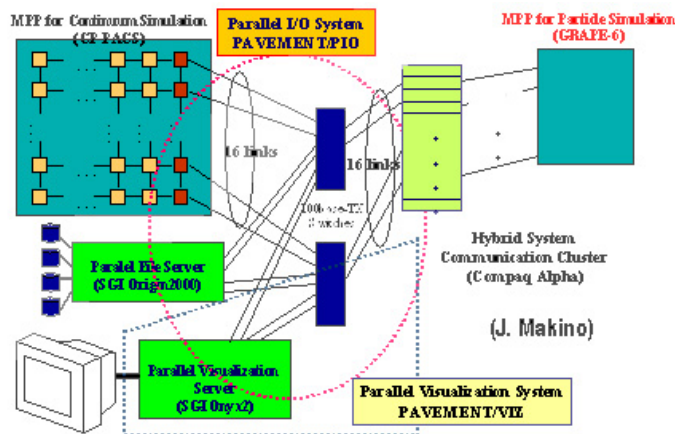 MPP for Continuum Simulation
(CP-PACS)
Parallel I/O System
PAVEMENT/PIO
MPP for Particle Simulation
(GRAPE-6)
16 links
16 links
100base-TX
Switches
Parallel File Server
(SGI Origin2000)
Hybrid System
Communication Cluster
(Compaq Alpha)
(J. Makino)
Parallel Visualization
Server
(SGI Onyx2)
Parallel Visualization System
PAVEMENT/VIZ